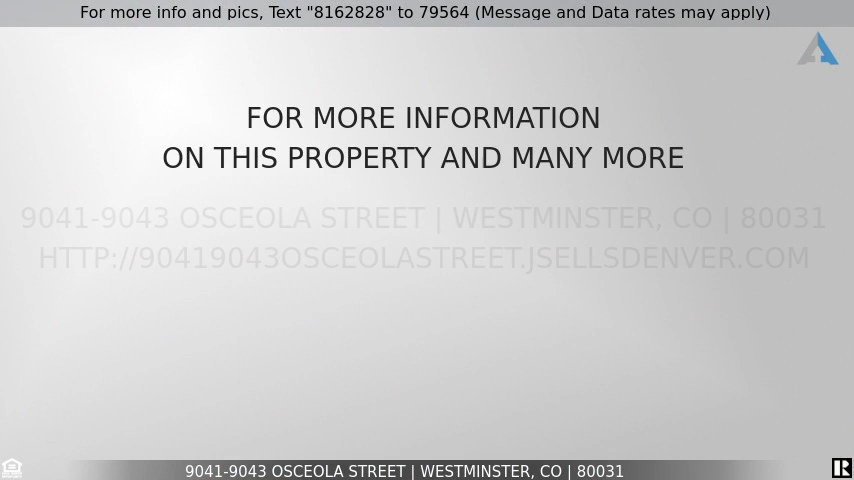 For more info and pics, Text "8162828" to 79564 (Message and Data rates may apply)
FOR MORE INFORMATION
ON THIS PROPERTY AND MANY MORE
9041-9043 OSCEOLA STREET | WESTMINSTER, CO | 80031
HTTP://90419043OSCEOLASTREET.JSELLSDENVER.COM
9041-9043 OSCEOLA STREET | WESTMINSTER, CO | 80031